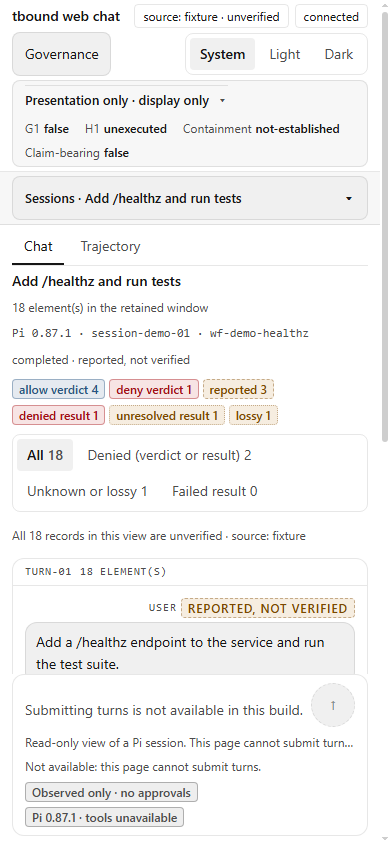 tbound web chat
source: fixture · unverified
connected
Governance
System Light Dark
Presentation only · display only
G1 false H1 unexecuted Containment not-established
Claim-bearing false
Sessions · Add /healthz and run tests
Chat Trajectory
Add /healthz and run tests
18 element(s) in the retained window
Pi 0.87.1 · session-demo-01 · wf-demo-healthz
completed · reported, not verified
allow verdict 4 deny verdict 1 reported 3
denied result 1 unresolved result 1 lossy 1
All 18 Denied (verdict or result) 2
Unknown or lossy 1 Failed result 0
All 18 records in this view are unverified · source: fixture
TURN-01 18 ELEMENT(S)
USER REPORTED, NOT VERIFIED
Add a /healthz endpoint to the service and run
the test suite.
Submitting turns is not available in this build.
↑
Read-only view of a Pi session. This page cannot submit turn...
Not available: this page cannot submit turns.
Observed only · no approvals
Pi 0.87.1 · tools unavailable